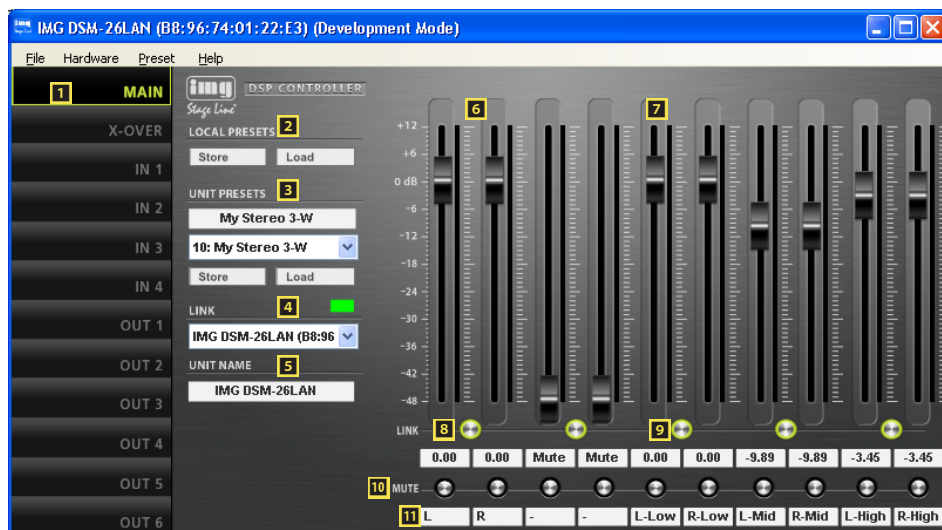 IMG DSM-26LAN (B8:96:74:01:22:E3) (Development Mode)
File Hardware Preset Help
1 MAIN
X-OVER
IN 1
IN 2
IN 3
IN 4
OUT 1
OUT 2
OUT 3
OUT 4
OUT 5
OUT 6
img DSP CONTROLLER
Stage Line
LOCAL PRESETS 2
Store Load
UNIT PRESETS 3
My Stereo 3-W
10: My Stereo 3-W
Store Load
LINK 4
IMG DSM-26LAN (B8:96
UNIT NAME 5
IMG DSM-26LAN
6 7
+12
+6
0 dB
-6
-12
-18
-24
-30
-36
-42
-48
LINK 8 9
0.00 0.00 Mute Mute 0.00 0.00 -9.89 -9.89 -3.45 -3.45
10 MUTE
11 L R - - L-Low R-Low L-Mid R-Mid L-High R-High